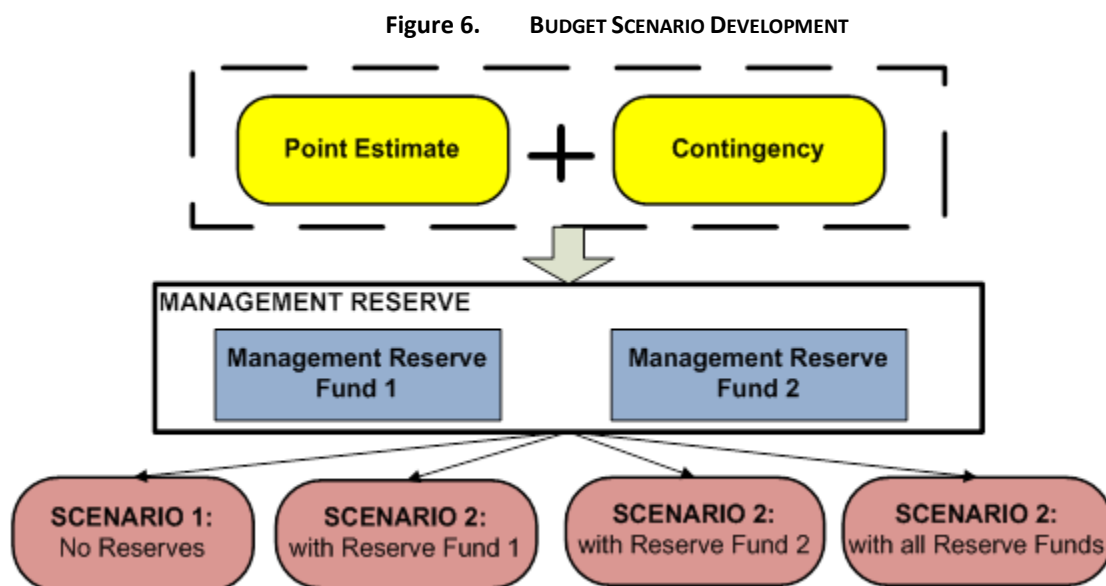 Figure 6. BUDGET SCENARIO DEVELOPMENT
Point Estimate
+
Contingency
MANAGEMENT RESERVE
Management Reserve
Fund 1
Management Reserve
Fund 2
SCENARIO 1:
No Reserves
SCENARIO 2:
with Reserve Fund 1
SCENARIO 2:
with Reserve Fund 2
SCENARIO 2:
with all Reserve Funds